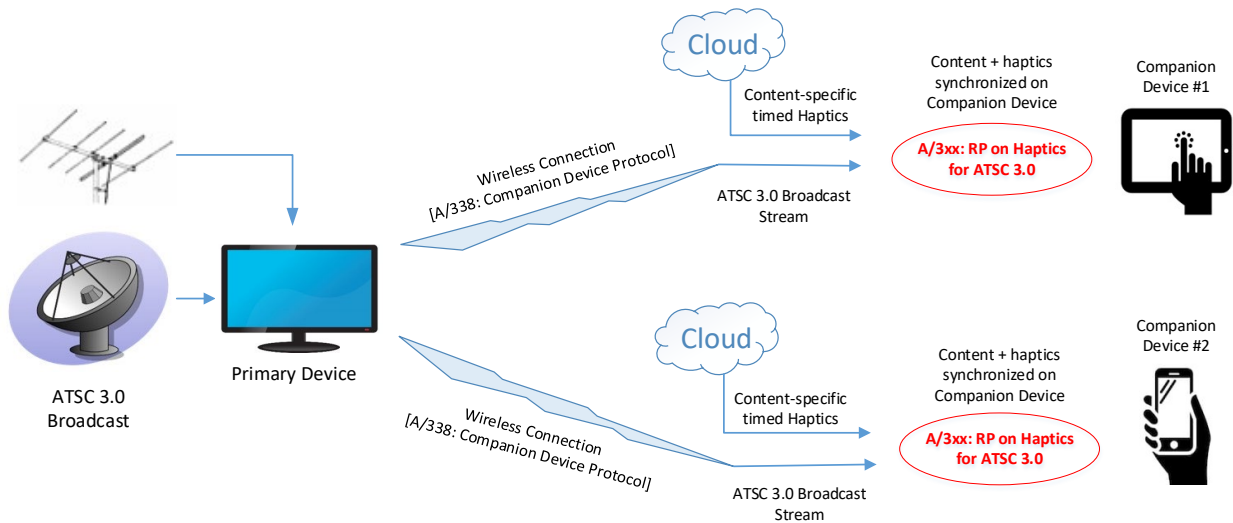 Cloud
Content-specific
timed Haptics
Content + haptics
synchronized on
Companion Device
Companion
Device #1
A/3xx: RP on Haptics
for ATSC 3.0
Wireless Connection
[A/338: Companion Device Protocol]
ATSC 3.0 Broadcast
Stream
ATSC 3.0
Broadcast
Primary Device
Cloud
Content-specific
timed Haptics
Content + haptics
synchronized on
Companion Device
Companion
Device #2
A/3xx: RP on Haptics
for ATSC 3.0
Wireless Connection
[A/338: Companion Device Protocol]
ATSC 3.0 Broadcast
Stream